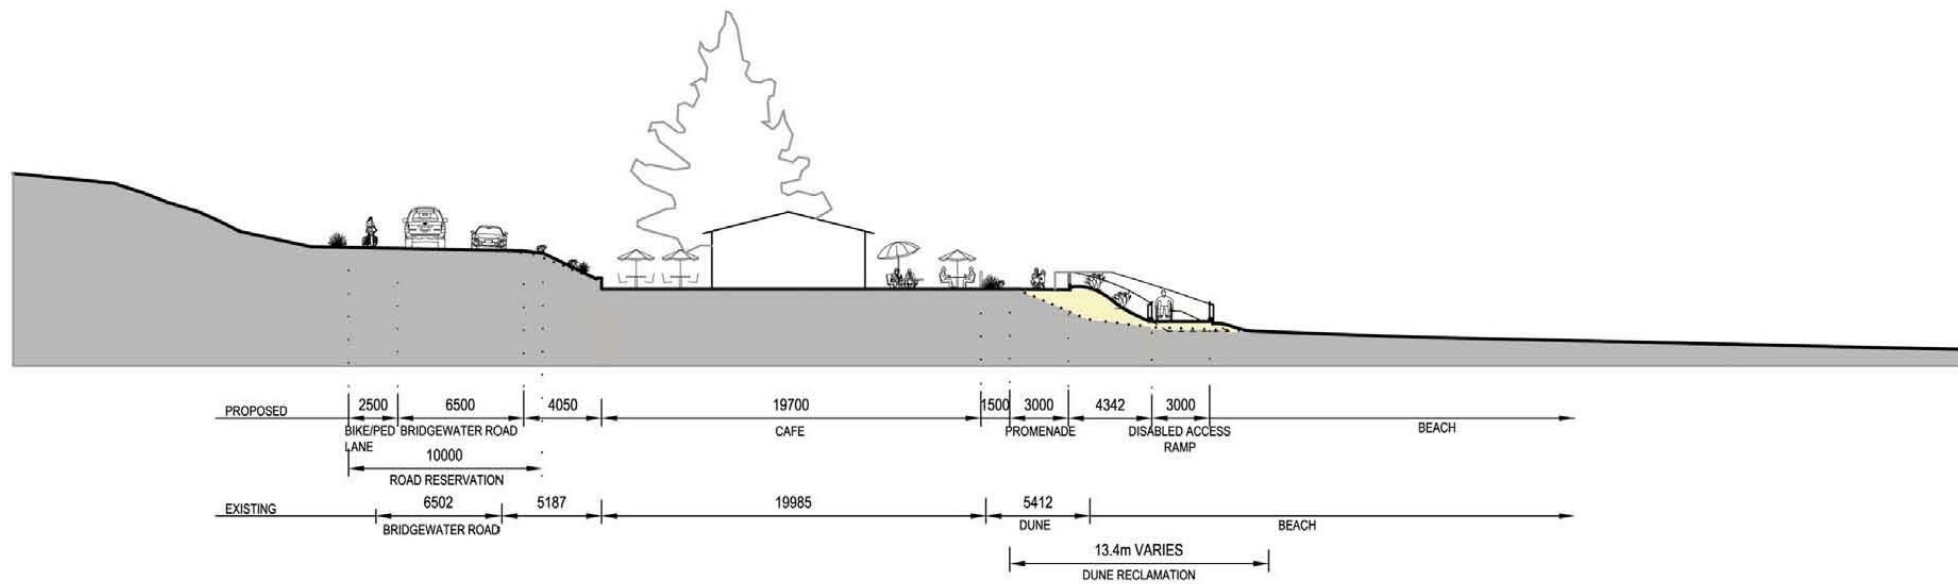 PROPOSED
2500
6500
4050
19700
1500
3000
4342
3000
BIKE/PED
LANE
BRIDGEWATER ROAD
CAFE
PROMENADE
DISABLED ACCESS
RAMP
BEACH
10000
ROAD RESERVATION
EXISTING
6502
5187
19985
5412
BRIDGEWATER ROAD
DUNE
BEACH
13.4m VARIES
DUNE RECLAMATION